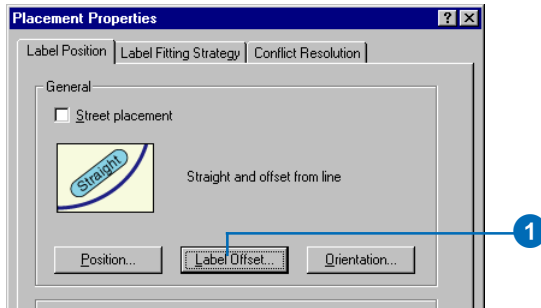 Placement Properties
Label Position
Label Fitting Strategy
Conflict Resolution
General
Street placement
Straight
Straight and offset from line
Position...
Label Offset...
Orientation...
1